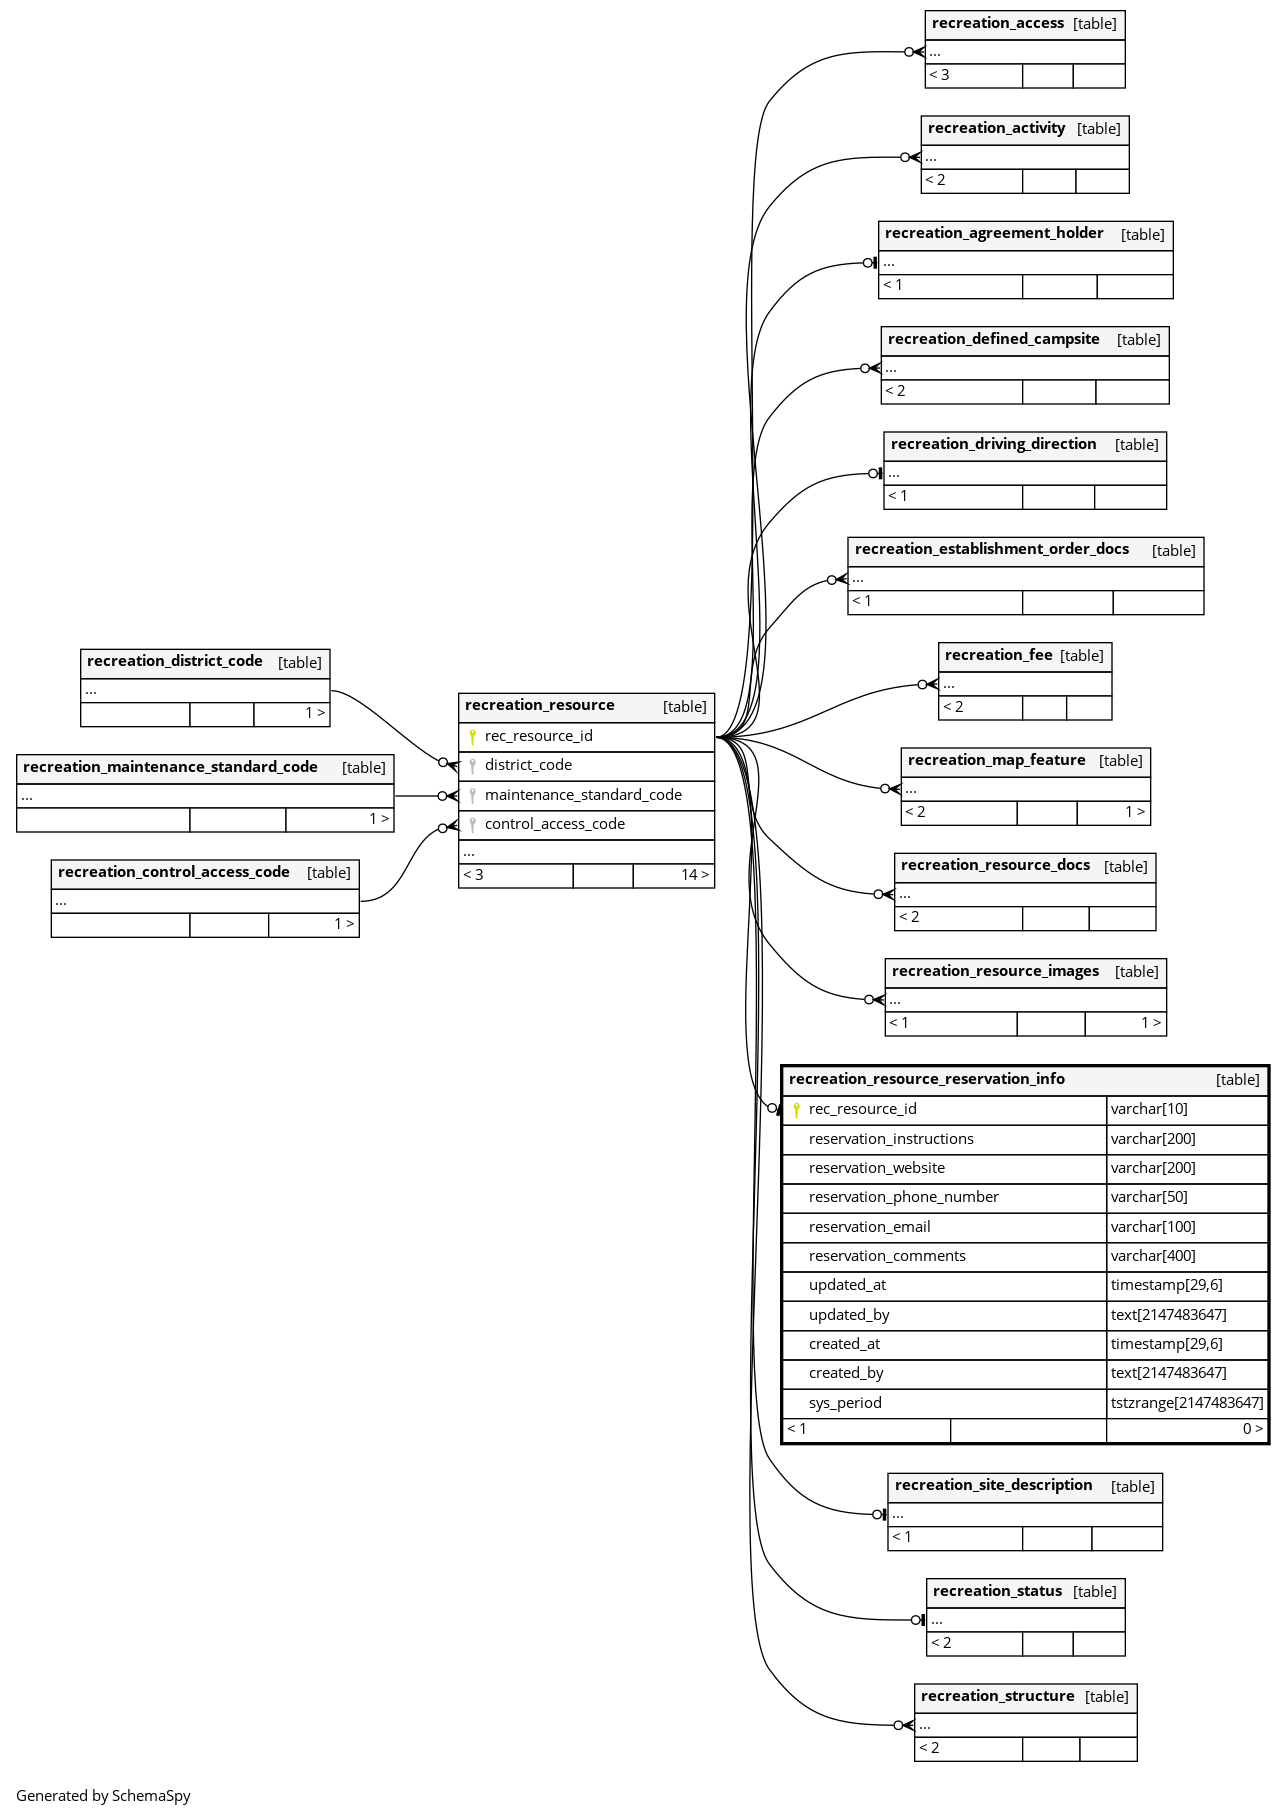 recreation_access [table]
...
< 3
recreation_activity [table]
...
< 2
recreation_agreement_holder [table]
...
< 1
recreation_defined_campsite [table]
...
< 2
recreation_driving_direction [table]
...
< 1
recreation_establishment_order_docs [table]
...
< 1
recreation_fee [table]
...
< 2
recreation_map_feature [table]
...
< 2 1 >
recreation_resource_docs [table]
...
< 2
recreation_resource_images [table]
...
< 1 1 >
recreation_district_code [table]
...
1 >
recreation_maintenance_standard_code [table]
...
1 >
recreation_control_access_code [table]
...
1 >
recreation_resource [table]
rec_resource_id
district_code
maintenance_standard_code
control_access_code
...
< 3 14 >
recreation_resource_reservation_info [table]
rec_resource_id varchar[10]
reservation_instructions varchar[200]
reservation_website varchar[200]
reservation_phone_number varchar[50]
reservation_email varchar[100]
reservation_comments varchar[400]
updated_at timestamp[29,6]
updated_by text[2147483647]
created_at timestamp[29,6]
created_by text[2147483647]
sys_period tstzrange[2147483647]
< 1 0 >
recreation_site_description [table]
...
< 1
recreation_status [table]
...
< 2
recreation_structure [table]
...
< 2
Generated by SchemaSpy